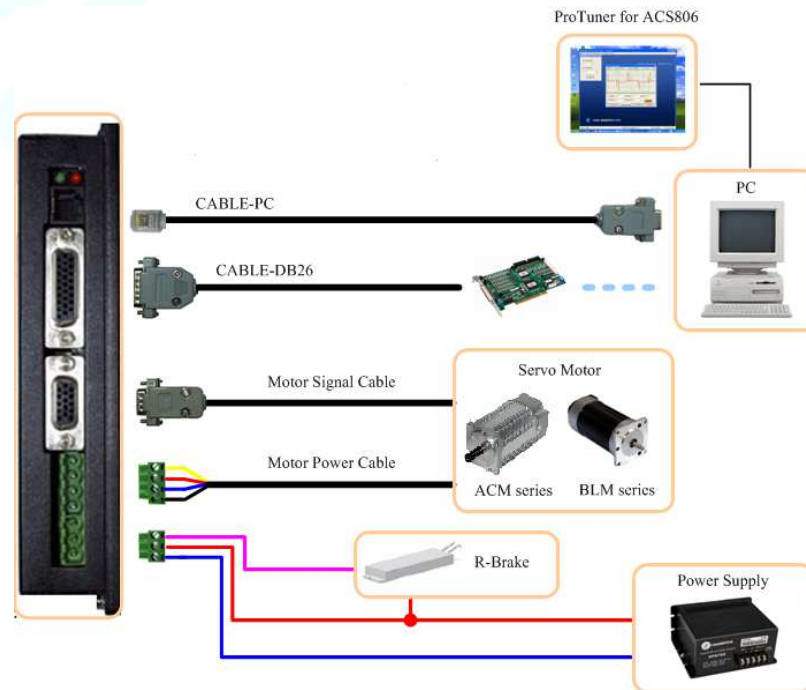 ProTuner for ACS806
PC
CABLE-PC
CABLE-DB26
Motor Signal Cable
Servo Motor
Motor Power Cable
ACM series
BLM series
R-Brake
Power Supply